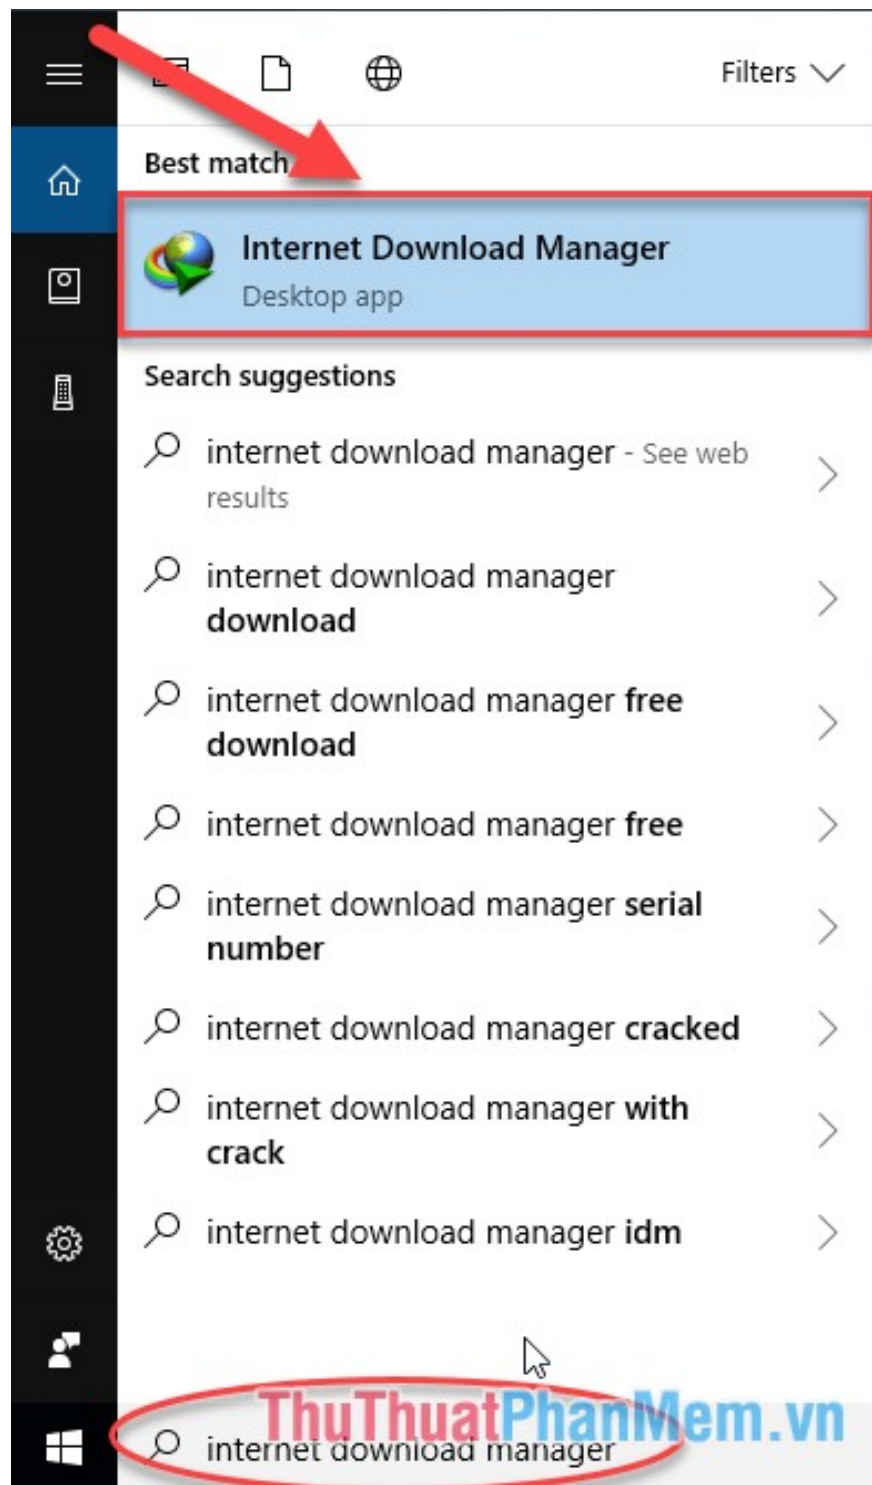 Filters
Best match
Internet Download Manager
Desktop app
Search suggestions
internet download manager - See web
results
internet download manager
download
internet download manager free
download
internet download manager free
internet download manager serial
number
internet download manager cracked
internet download manager with
crack
internet download manager idm
ThuThuatPhanMem.vn
internet download manager